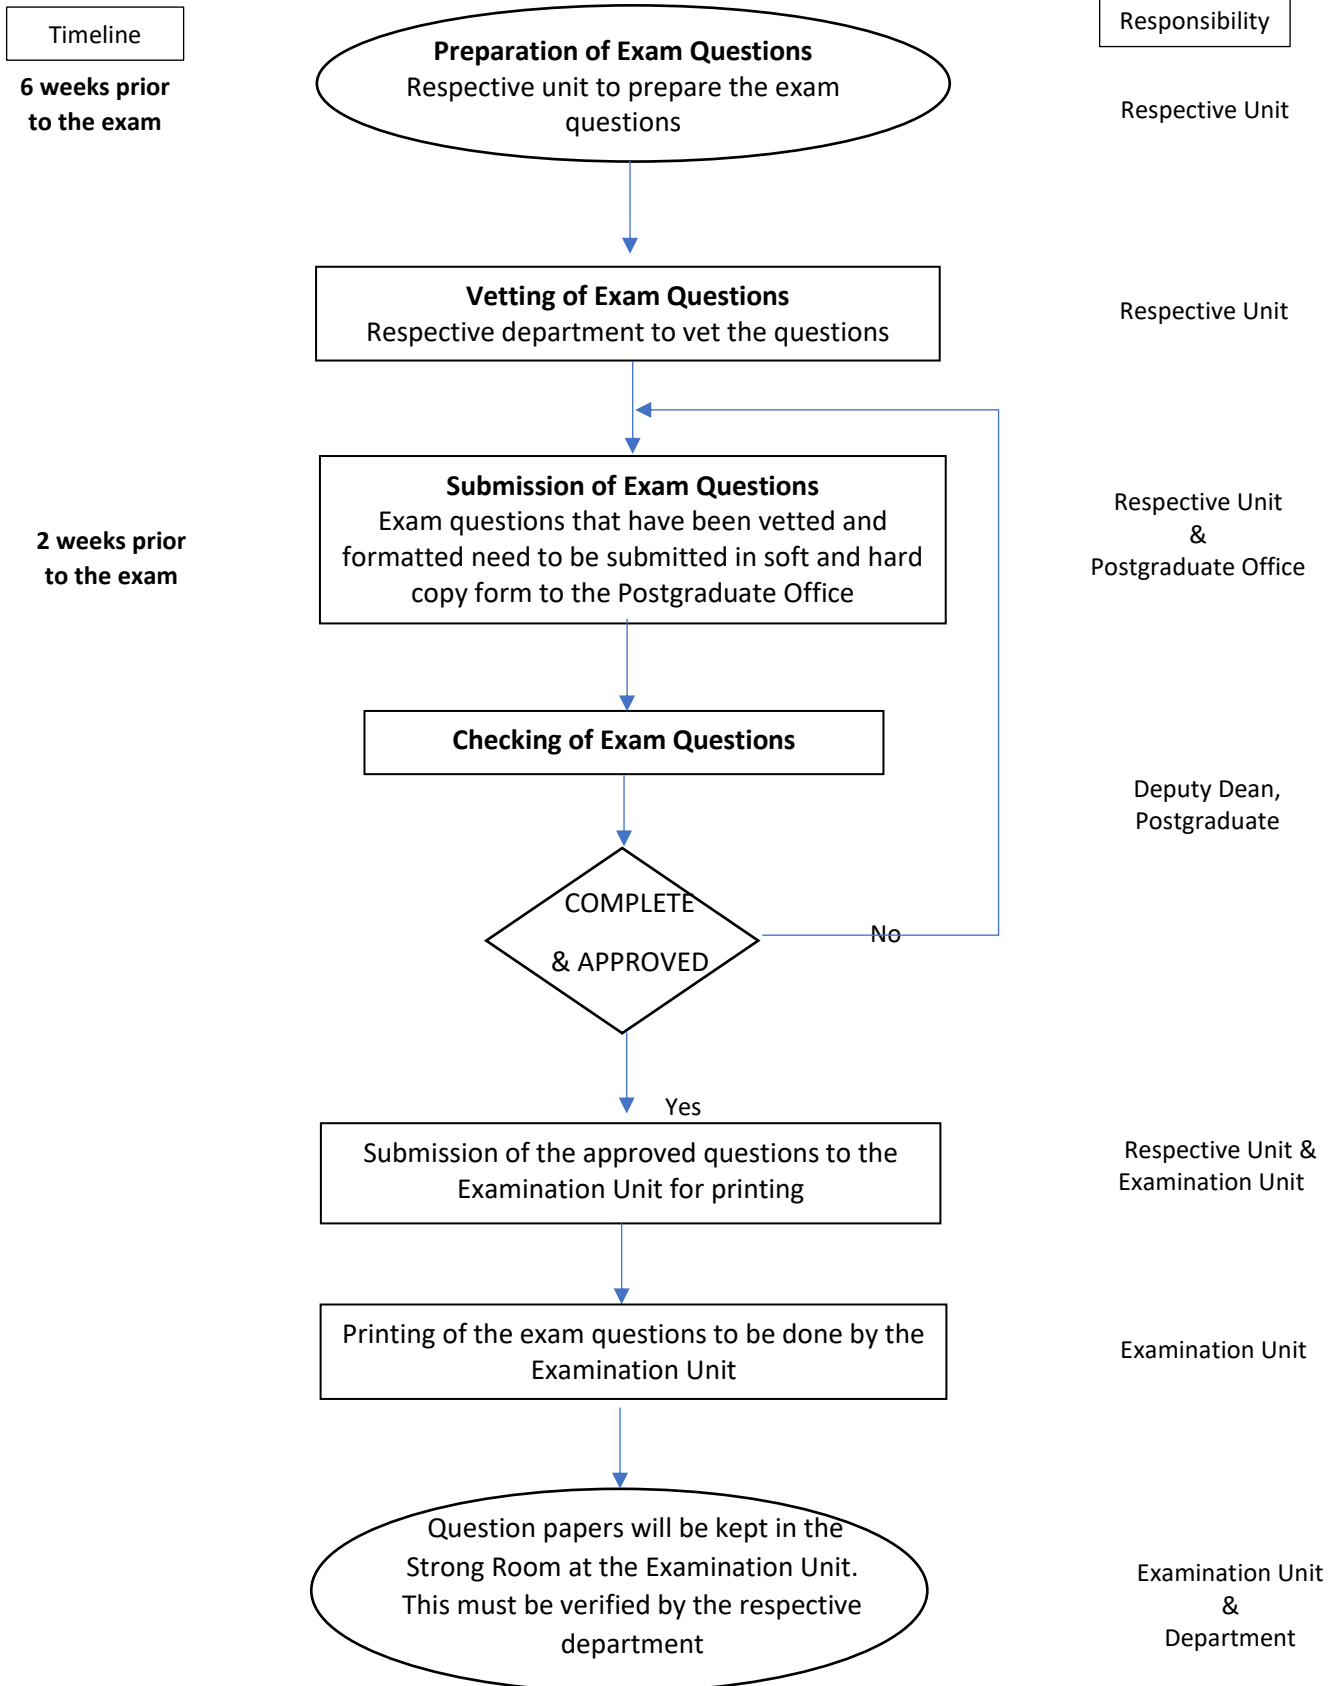 Timeline
Responsibility
6 weeks prior
to the exam
Preparation of Exam Questions
Respective unit to prepare the exam
questions
Respective Unit
Vetting of Exam Questions
Respective department to vet the questions
Respective Unit
2 weeks prior
to the exam
Submission of Exam Questions
Exam questions that have been vetted and
formatted need to be submitted in soft and hard
copy form to the Postgraduate Office
Respective Unit
&
Postgraduate Office
Checking of Exam Questions
Deputy Dean,
Postgraduate
COMPLETE
& APPROVED
No
Yes
Submission of the approved questions to the
Examination Unit for printing
Respective Unit &
Examination Unit
Printing of the exam questions to be done by the
Examination Unit
Examination Unit
Question papers will be kept in the
Strong Room at the Examination Unit.
This must be verified by the respective
department
Examination Unit
&
Department